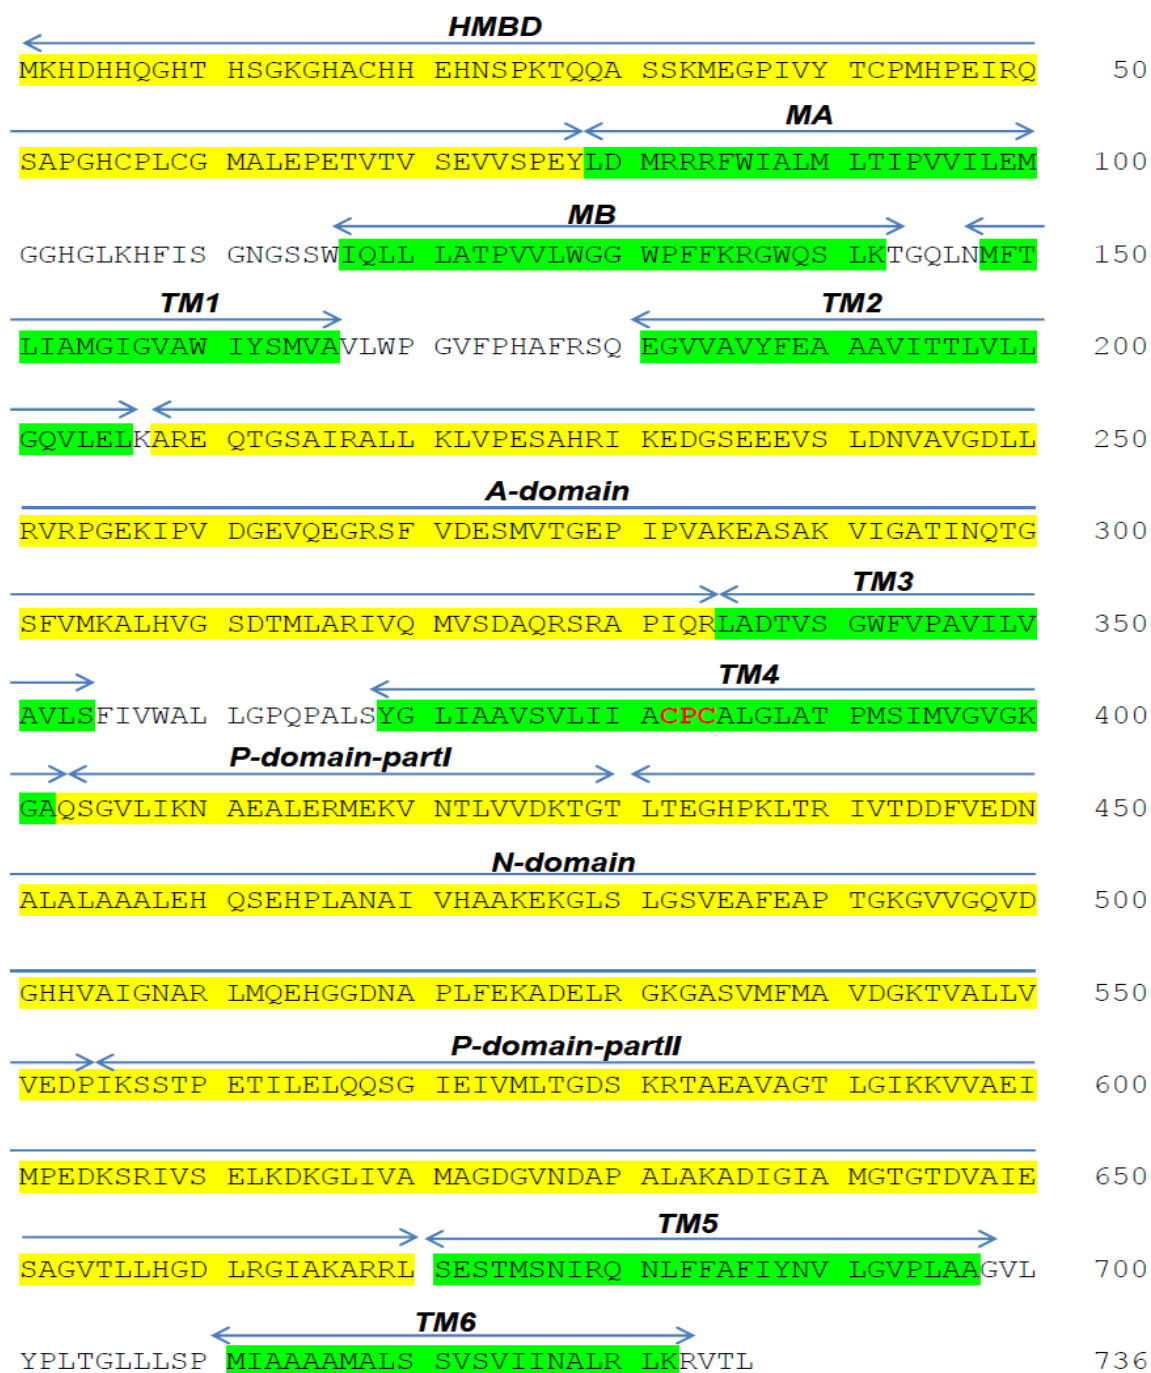 HMBD
MKHDHHQGHT HSGKGHACHH EHNSPKTQQA SSKMEGPIVY TCPMHPEIRQ 50
MA
SAPGHCPLCG MALEPETVTV SEVVSPEYLD MRRRFWIALM LTIPVVILEM 100
MB
GGHGLKHFIS GNGSSWIQLL LATPVVLWGG WPFFKRGWQS LKTGQLNMFT 150
TM1 TM2
LIAMGIGVAW IYSMVAVLWP GVFPHAFRSQ EGVVAVYFEA AAVITTLVLL 200
GQVLELKARE QTGSAIRALL KLVPESAHRI KEDGSEEEVS LDNVAVGDLL 250
A-domain
RVRPGEKIPV DGEVQEGRSF VDESMVTGEP IPVAKEASAK VIGATINQTG 300
TM3
SFVMKALHVG SDTMLARIVQ MVSDAQRSRA PIQRLADTVS GWFVPAVILV 350
TM4
AVLSFIVWAL LGPQPALSYG LIAAVSVLII ACPCALGLAT PMSIMVGVGK 400
P-domain-partI
GAQSGVLIKN AEALERMEKV NTLVVDKTGT LTEGHPKLTR IVTDDFVEDN 450
N-domain
ALALAAALEH QSEHPLANAI VHAAKEKGLS LGSVEAFEAP TGKGVVGQVD 500
GHHVAIGNAR LMQEHGGDNA PLFEKADELR GKGASVMFMA VDGKTVALLV 550
P-domain-partII
VEDPIKSSTP ETILELQQSG IEIVMLTGDS KRTAEAVAGT LGIKKVVAEI 600
MPEDKSRIVS ELKDKGLIVA MAGDGVNDAP ALAKADIGIA MGTGTDVAIE 650
TM5
SAGVTLLHGD LRGIAKARRL SESTMSNIRQ NLFFAFIYNV LGVPLAAGVL 700
TM6
YPLTGLLLSP MIAAAAMALS SVSVIINALR LKRVTL 736